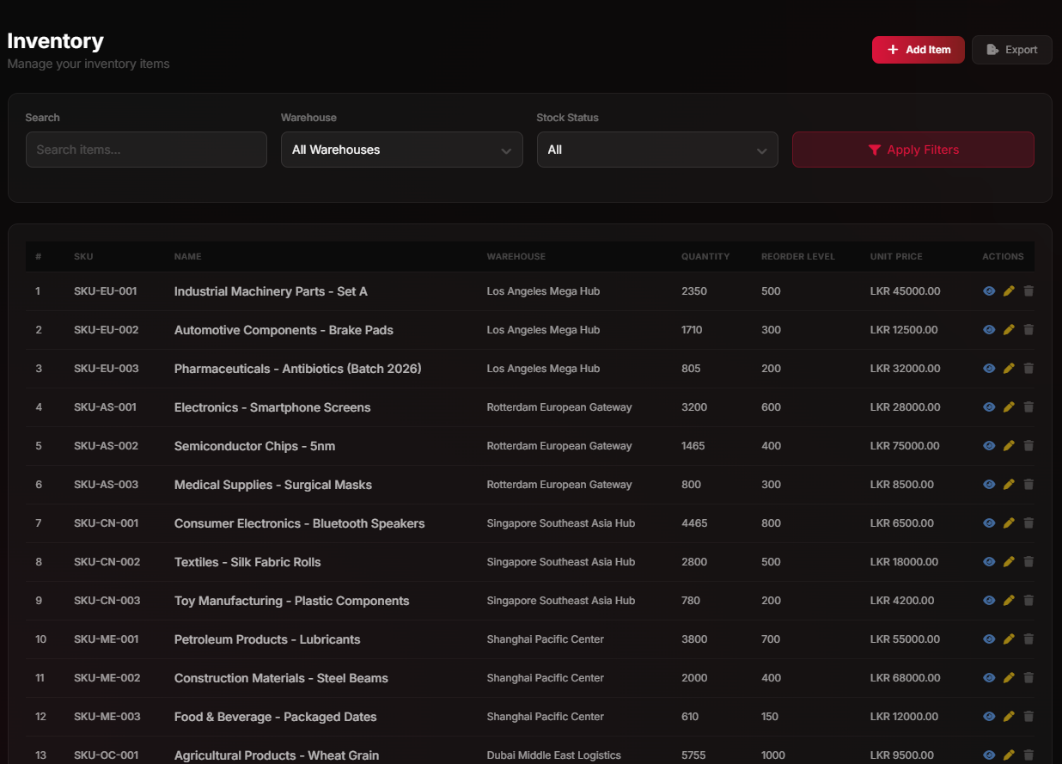 Inventory
Manage your inventory items
+ Add Item
Export
Search
Warehouse
Stock Status
Search items...
All Warehouses
All
Apply Filters
# SKU NAME WAREHOUSE QUANTITY REORDER LEVEL UNIT PRICE ACTIONS
1 SKU-EU-001 Industrial Machinery Parts - Set A Los Angeles Mega Hub 2350 500 LKR 45000.00
2 SKU-EU-002 Automotive Components - Brake Pads Los Angeles Mega Hub 1710 300 LKR 12500.00
3 SKU-EU-003 Pharmaceuticals - Antibiotics (Batch 2026) Los Angeles Mega Hub 805 200 LKR 32000.00
4 SKU-AS-001 Electronics - Smartphone Screens Rotterdam European Gateway 3200 600 LKR 28000.00
5 SKU-AS-002 Semiconductor Chips - 5nm Rotterdam European Gateway 1465 400 LKR 75000.00
6 SKU-AS-003 Medical Supplies - Surgical Masks Rotterdam European Gateway 800 300 LKR 8500.00
7 SKU-CN-001 Consumer Electronics - Bluetooth Speakers Singapore Southeast Asia Hub 4465 800 LKR 6500.00
8 SKU-CN-002 Textiles - Silk Fabric Rolls Singapore Southeast Asia Hub 2800 500 LKR 18000.00
9 SKU-CN-003 Toy Manufacturing - Plastic Components Singapore Southeast Asia Hub 780 200 LKR 4200.00
10 SKU-ME-001 Petroleum Products - Lubricants Shanghai Pacific Center 3800 700 LKR 55000.00
11 SKU-ME-002 Construction Materials - Steel Beams Shanghai Pacific Center 2000 400 LKR 68000.00
12 SKU-ME-003 Food & Beverage - Packaged Dates Shanghai Pacific Center 610 150 LKR 12000.00
13 SKU-OC-001 Agricultural Products - Wheat Grain Dubai Middle East Logistics 5755 1000 LKR 9500.00